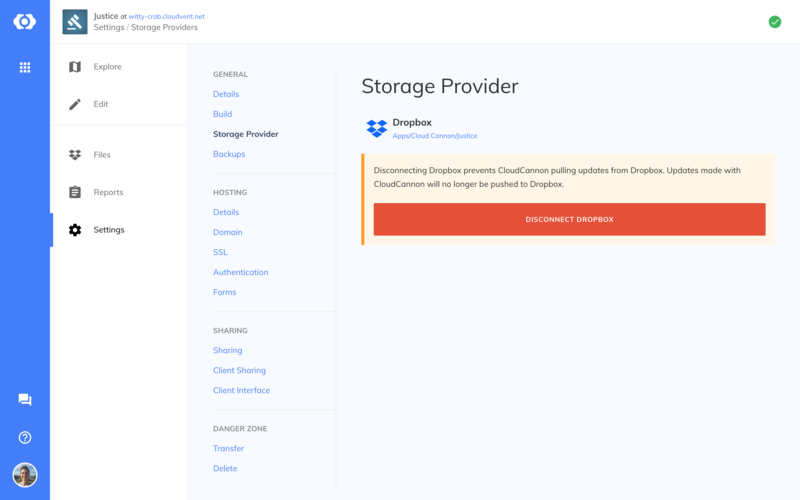 Justice at witty-crab.cloudvent.net
Settings / Storage Providers
Explore
Edit
Files
Reports
Settings
GENERAL
Details
Build
Storage Provider
Backups
HOSTING
Details
Domain
SSL
Authentication
Forms
SHARING
Sharing
Client Sharing
Client Interface
DANGER ZONE
Transfer
Delete
Storage Provider
Dropbox
Apps/Cloud Cannon/Justice
Disconnecting Dropbox prevents CloudCannon pulling updates from Dropbox. Updates made with
CloudCannon will no longer be pushed to Dropbox.
DISCONNECT DROPBOX